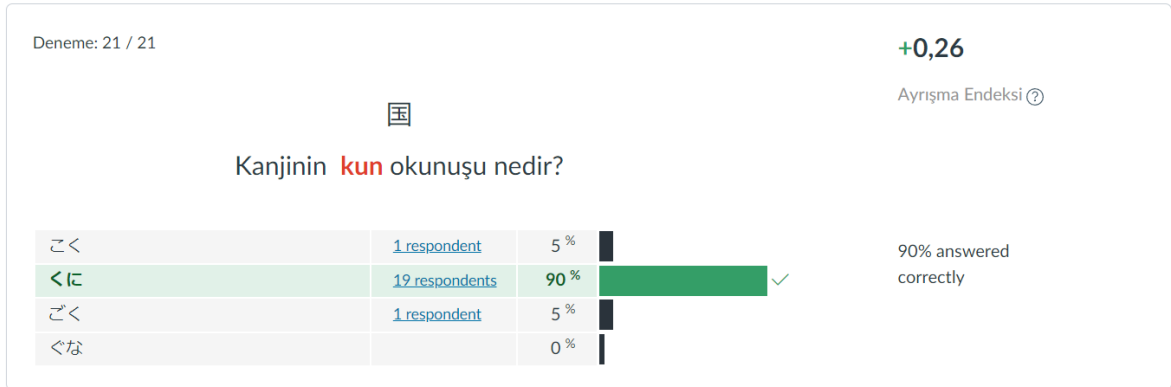 Deneme: 21 / 21
+0,26
Ayrışma Endeksi ?
国
Kanjinin kun okunuşu nedir?
こく 1 respondent 5 %
くに 19 respondents 90 %
ごく 1 respondent 5 %
ぐな 0 %
90% answered
correctly